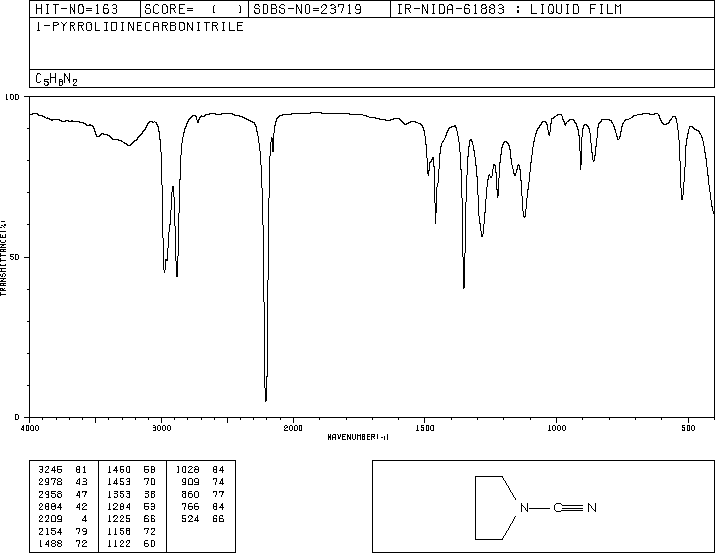 HIT-NO=163 SCORE= ( ) SDBS-NO=23719 IR-NIDA-61883 : LIQUID FILM
1-PYRROLIDINECARBONITRILE
C5H8N2
100
50
0
TRANSMITTANCE(%)
4000 3000 2000 1500 1000 500
WAVENUMBER(-1)
3245 81 1460 58 1028 84
2978 43 1453 70 909 74
2958 47 1353 38 860 77
2884 42 1284 53 766 84
2209 4 1225 66 524 66
2154 79 1158 72
1488 72 1122 60
N—C≡N